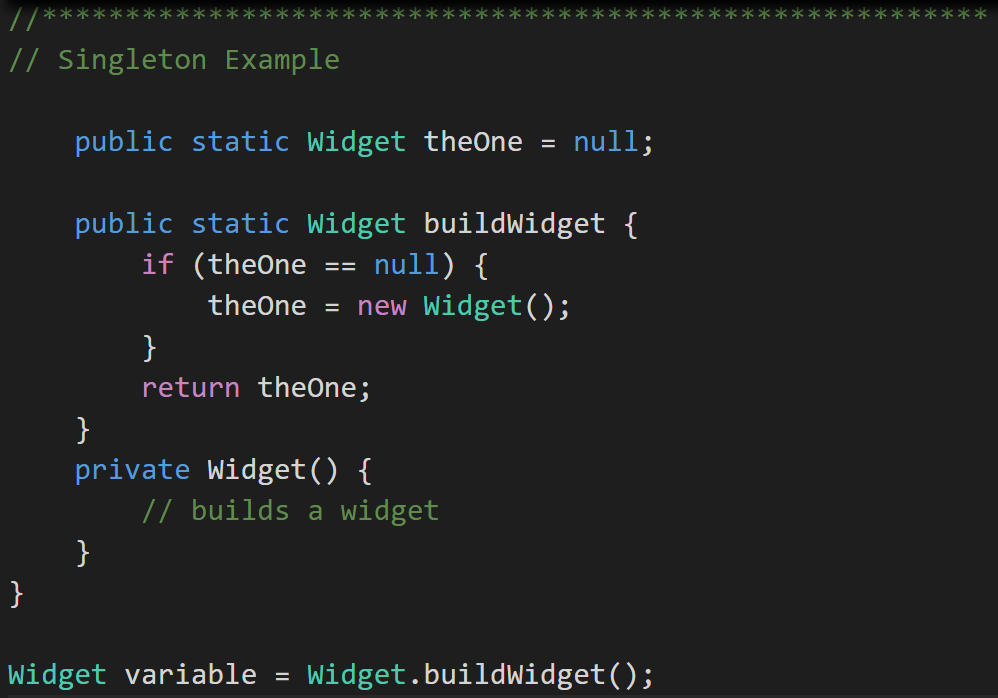 //*********************************************************
// Singleton Example
public static Widget theOne = null;
public static Widget buildWidget {
if (theOne == null) {
theOne = new Widget();
}
return theOne;
}
private Widget() {
// builds a widget
}
}
Widget variable = Widget.buildWidget();